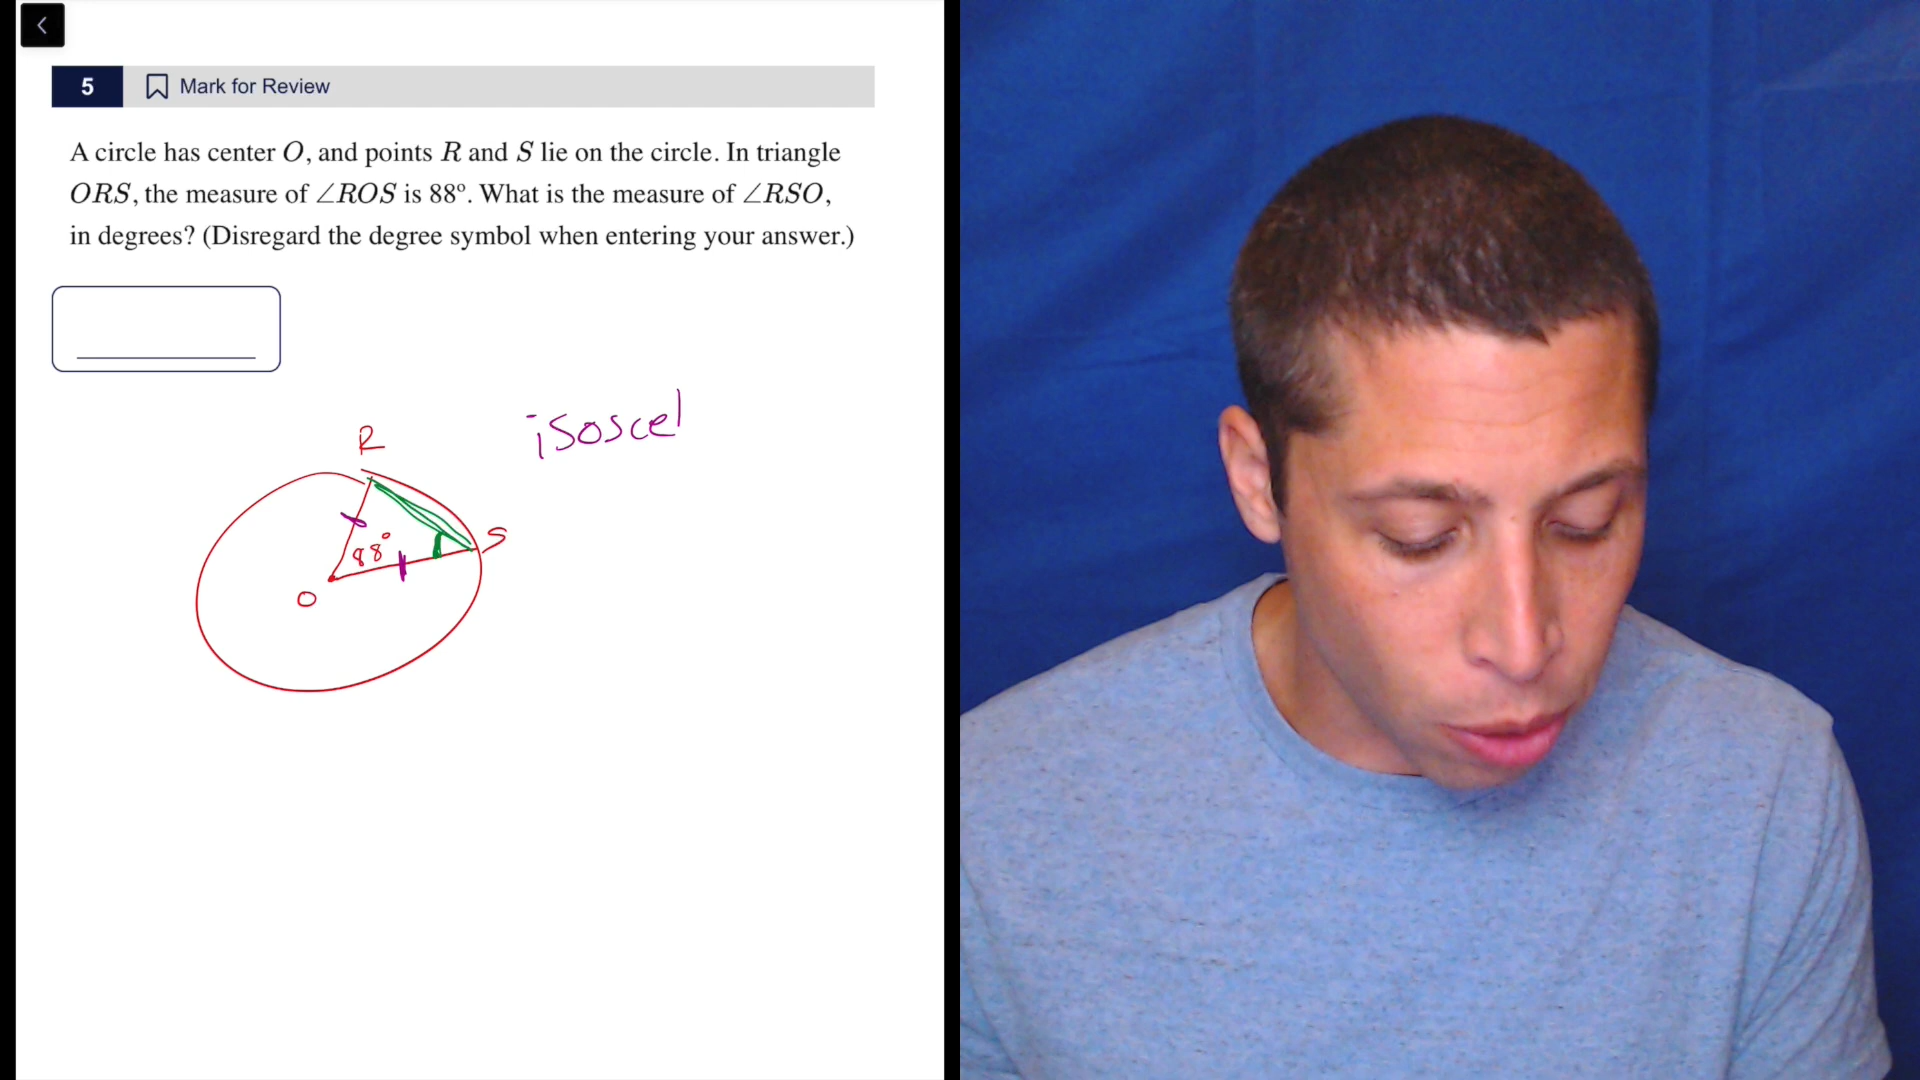 5 Mark for Review
A circle has center O, and points R and S lie on the circle. In triangle
ORS, the measure of ∠ROS is 88°. What is the measure of ∠RSO,
in degrees? (Disregard the degree symbol when entering your answer.)
isoscel
R
S
88°
O